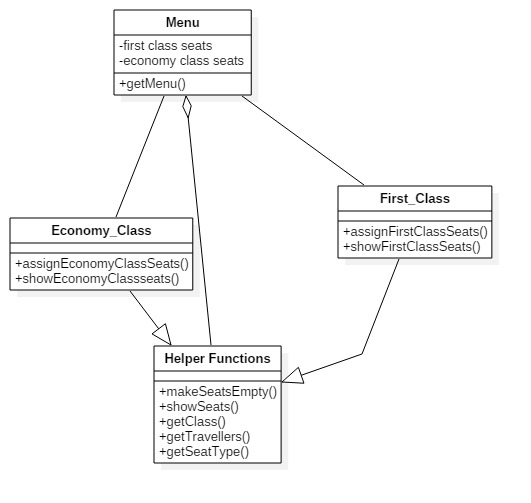 Menu
-first class seats
-economy class seats
+getMenu()
Economy_Class
+assignEconomyClassSeats()
+showEconomyClassseats()
First_Class
+assignFirstClassSeats()
+showFirstClassSeats()
Helper Functions
+makeSeatsEmpty()
+showSeats()
+getClass()
+getTravellers()
+getSeatType()